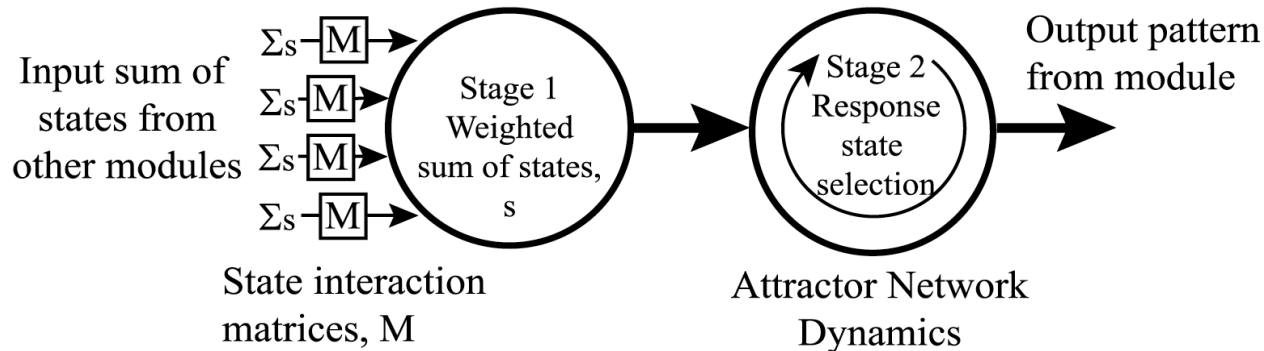 Input sum of
states from
other modules
Σs
M
Σs
M
Σs
M
Σs
M
State interaction
matrices, M
Stage 1
Weighted
sum of states,
s
Stage 2
Response
state
selection
Attractor Network
Dynamics
Output pattern
from module